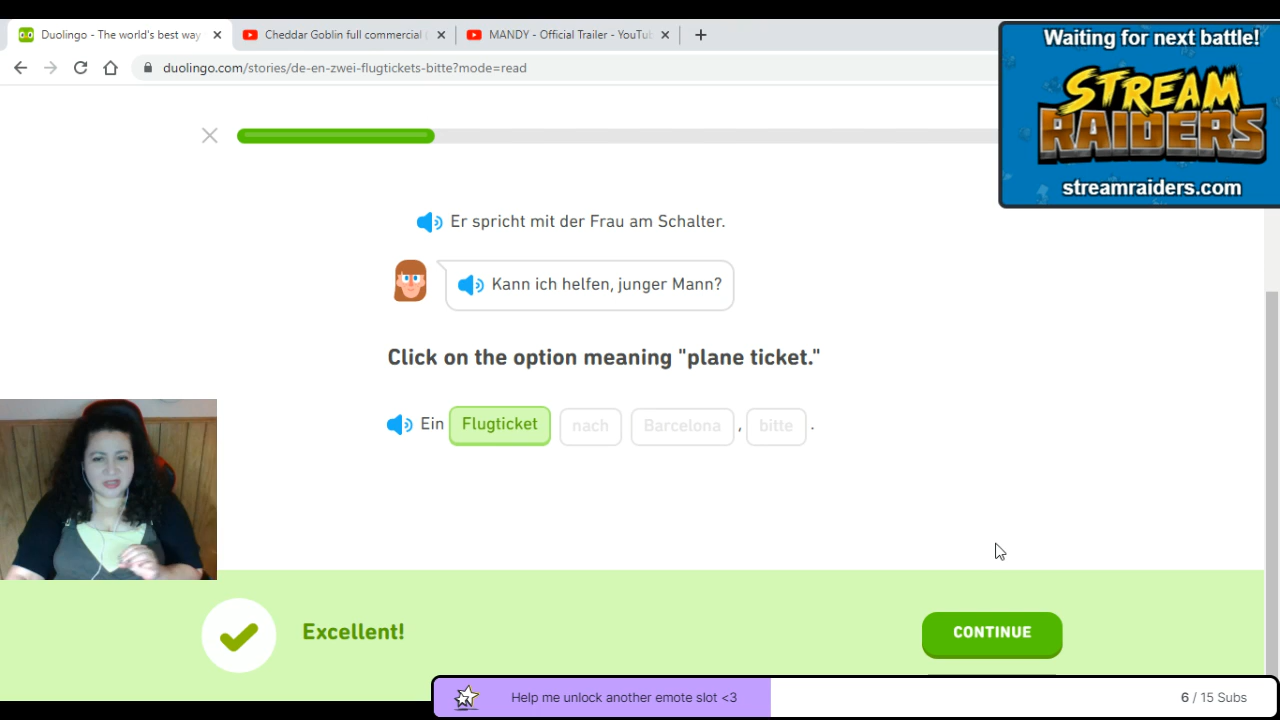 Duolingo - The world's best way
Cheddar Goblin full commercial
MANDY - Official Trailer - YouTub
duolingo.com/stories/de-en-zwei-flugtickets-bitte?mode=read
Waiting for next battle!
STREAM
RAIDERS
streamraiders.com
Er spricht mit der Frau am Schalter.
Kann ich helfen, junger Mann?
Click on the option meaning "plane ticket."
Ein Flugticket nach Barcelona , bitte .
Excellent!
CONTINUE
Help me unlock another emote slot <3
6 / 15 Subs